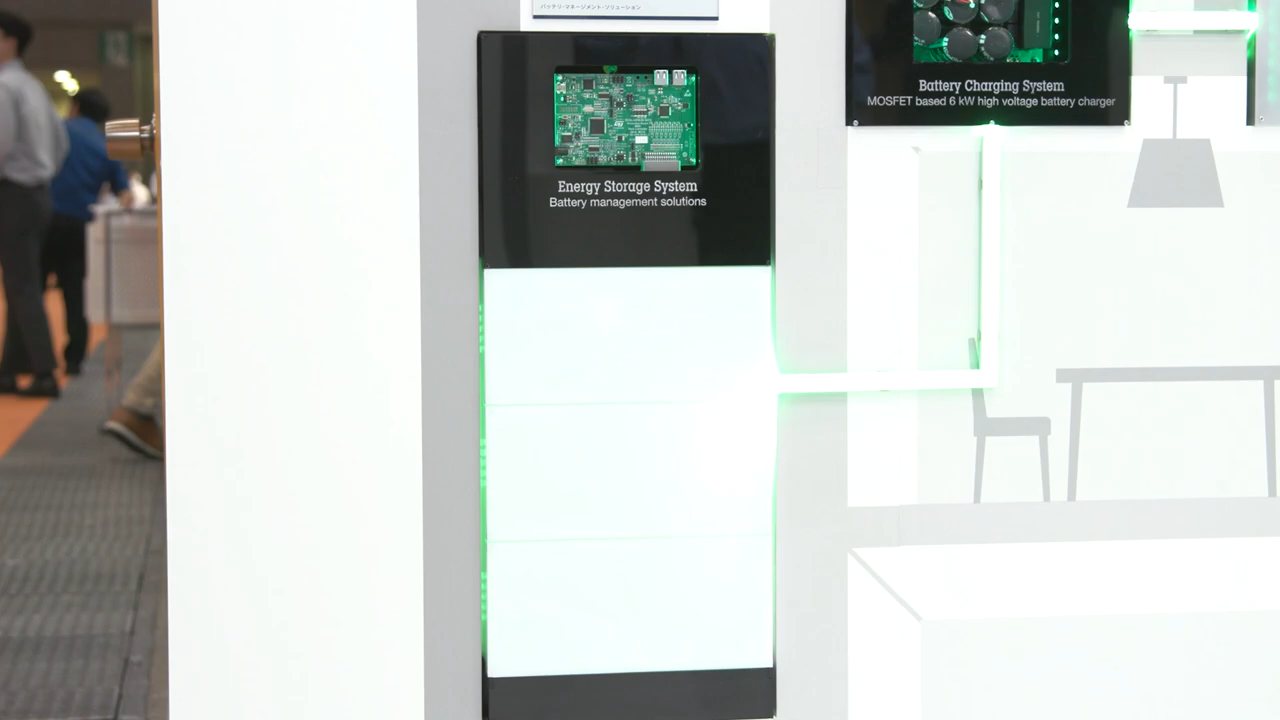 バッテリ・マネージメント・ソリューション
Energy Storage System
Battery management solutions
Battery Charging System
MOSFET based 6 kW high voltage battery charger